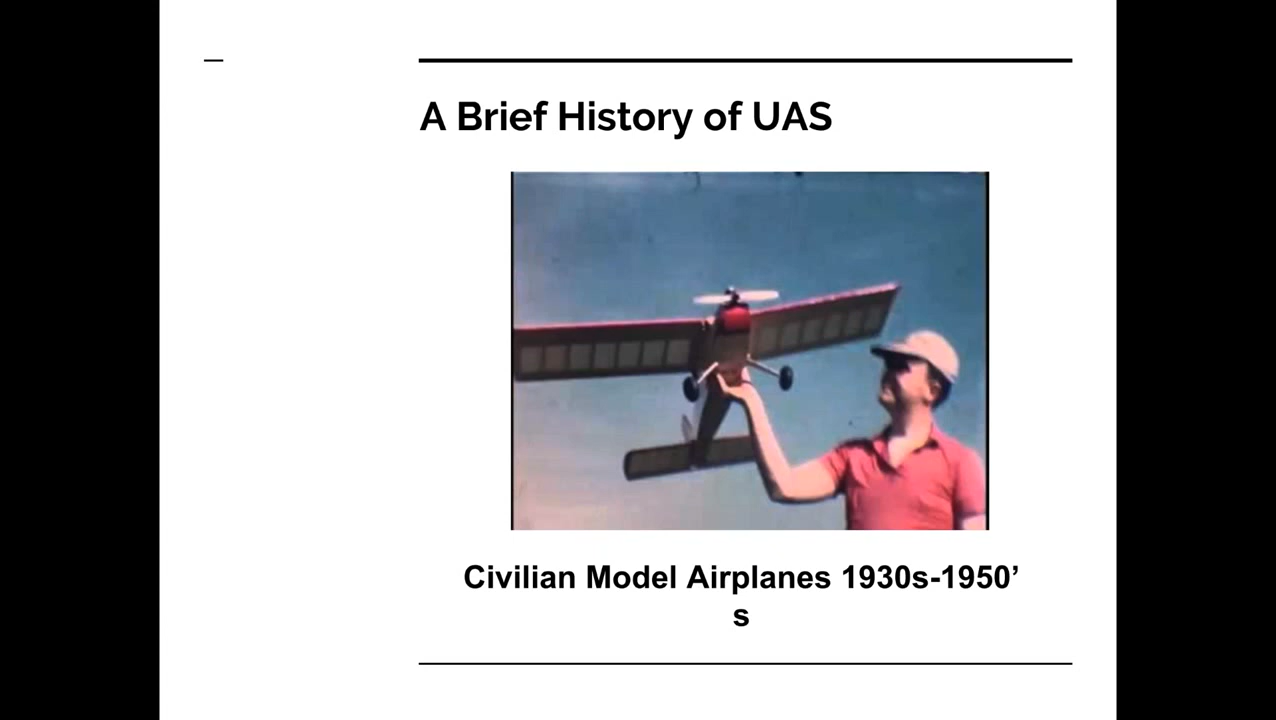 A Brief History of UAS
Civilian Model Airplanes 1930s-1950’
s